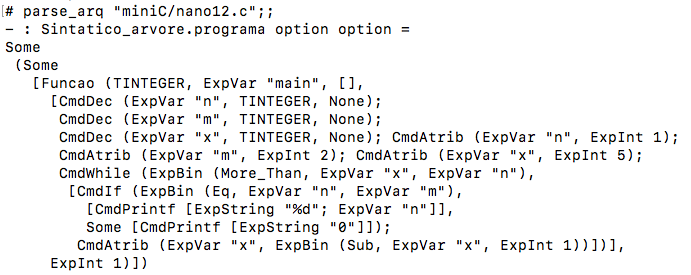 [# parse_arq "miniC/nano12.c";;
- : Sintatico_arvore.programa option option =
Some
 (Some
   [Funcao (TINTEGER, ExpVar "main", [],
     [CmdDec (ExpVar "n", TINTEGER, None);
      CmdDec (ExpVar "m", TINTEGER, None);
      CmdDec (ExpVar "x", TINTEGER, None); CmdAtrib (ExpVar "n", ExpInt 1);
      CmdAtrib (ExpVar "m", ExpInt 2); CmdAtrib (ExpVar "x", ExpInt 5);
      CmdWhile (ExpBin (More_Than, ExpVar "x", ExpVar "n"),
       [CmdIf (ExpBin (Eq, ExpVar "n", ExpVar "m"),
         [CmdPrintf [ExpString "%d"; ExpVar "n"]],
         Some [CmdPrintf [ExpString "0"]]);
        CmdAtrib (ExpVar "x", ExpBin (Sub, ExpVar "x", ExpInt 1))])],
     ExpInt 1)])